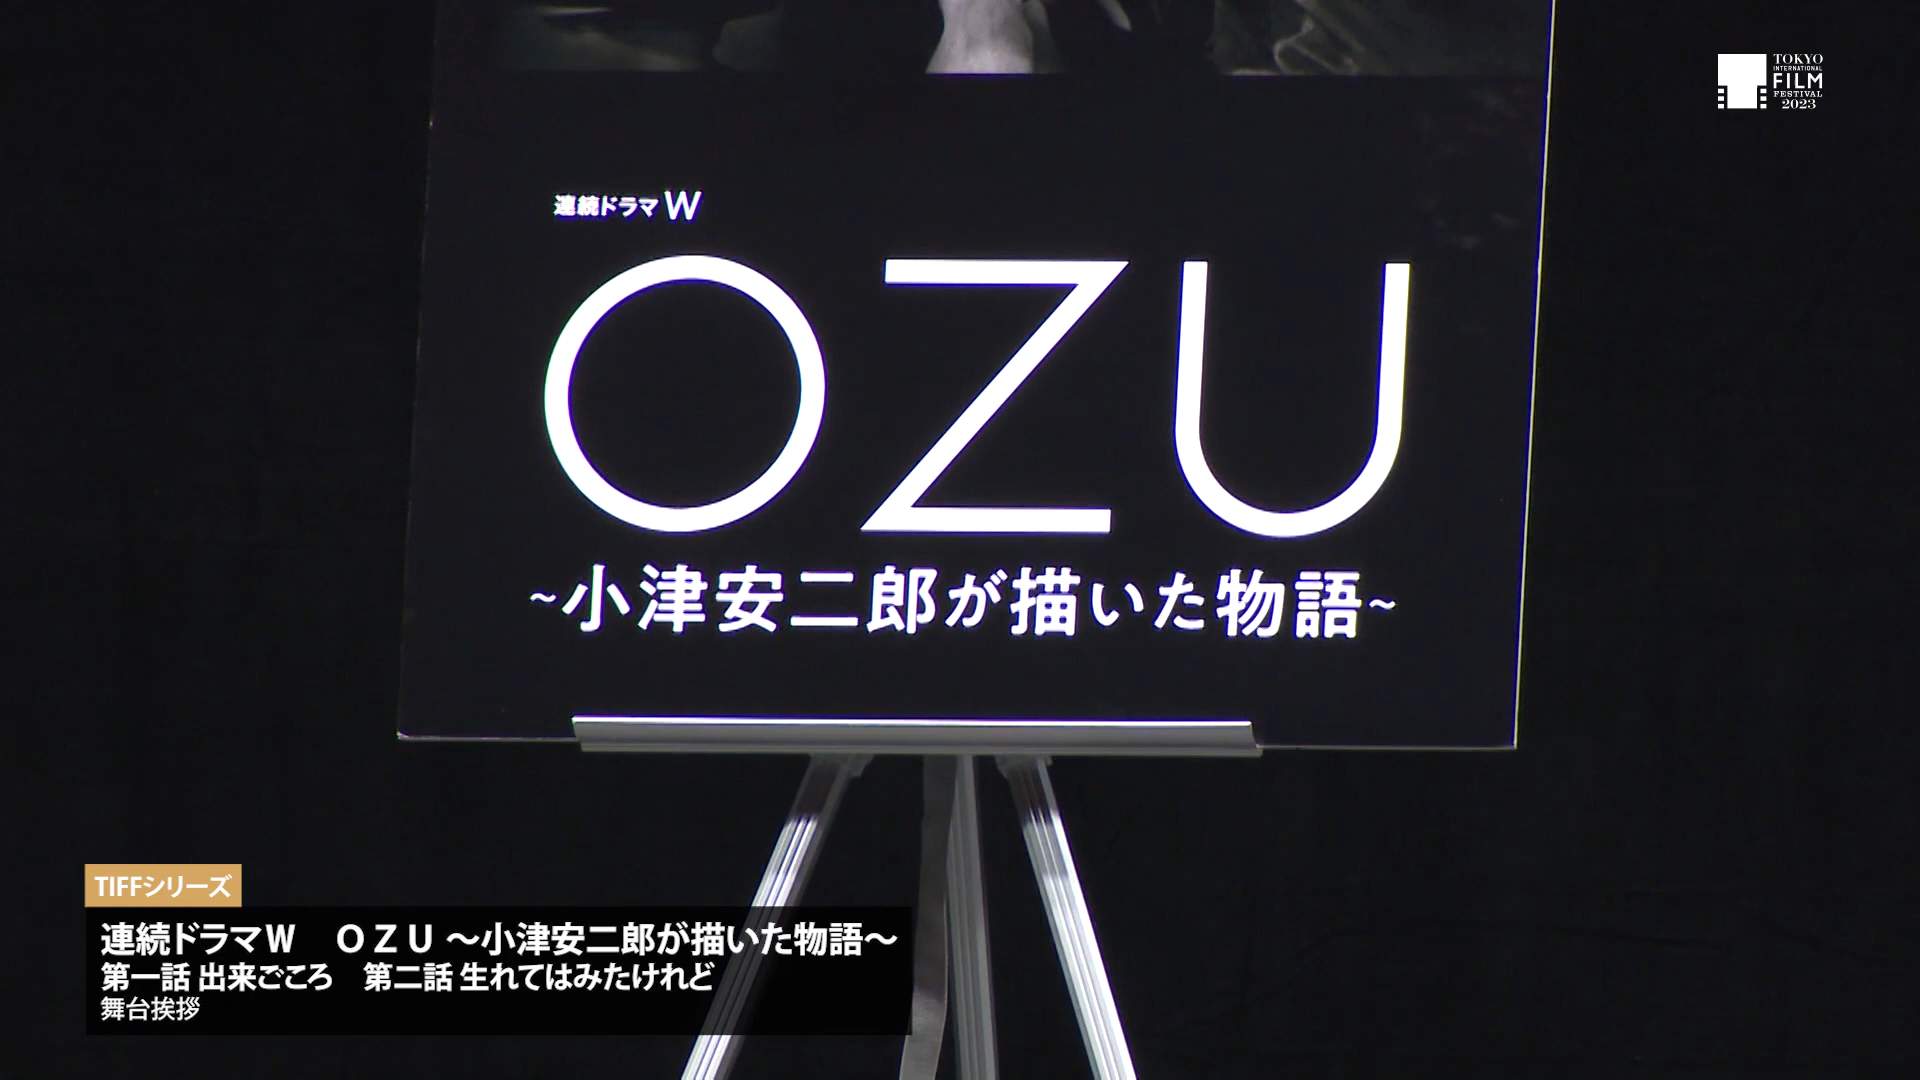 TOKYO
INTERNATIONAL
FILM
FESTIVAL
2023
連続ドラマW
OZU
~小津安二郎が描いた物語~
TIFFシリーズ
連続ドラマW　OZU ～小津安二郎が描いた物語～
第一話 出来ごころ　第二話 生れてはみたけれど
舞台挨拶